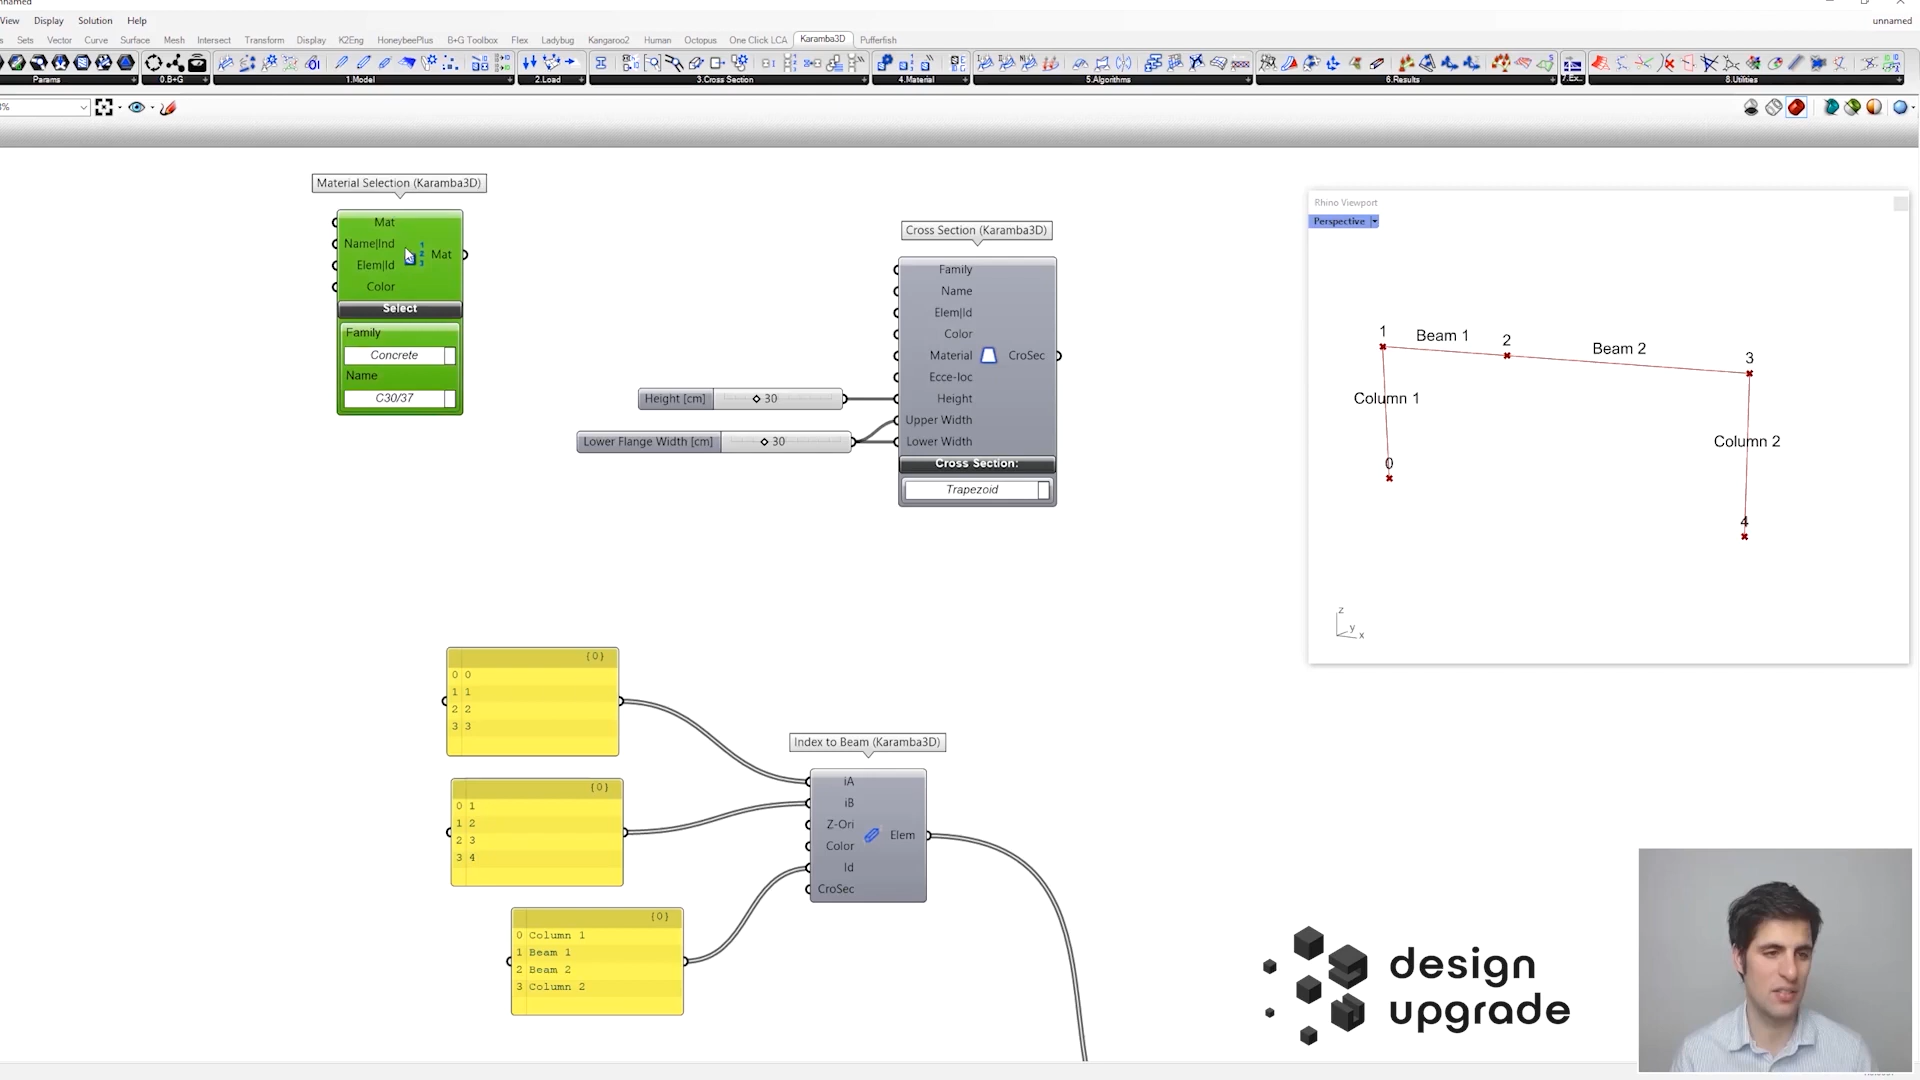 unnamed
View Display Solution Help
unnamed
Sets Vector Curve Surface Mesh Intersect Transform Display K2Eng HoneybeePlus B+G Toolbox Flex Ladybug Kangaroo2 Human Octopus One Click LCA Karamba3D Pufferfish
Params 0.B+G 1.Model 2.Load 3.Cross Section 4.Material 5.Algorithms 6.Results 7.Ex... 8.Utilities
Material Selection (Karamba3D)
Mat
Name|Ind
Elem|Id
Color
Mat
Select
Family
Concrete
Name
C30/37
Cross Section (Karamba3D)
Family
Name
Elem|Id
Color
Material
CroSec
Ecce-loc
Height
Upper Width
Lower Width
Cross Section:
Trapezoid
Height [cm] 30
Lower Flange Width [cm] 30
Rhino Viewport
Perspective
1 Beam 1 2 Beam 2 3
Column 1
Column 2
0
4
z
y
x
{0}
0 0
1 1
2 2
3 3
{0}
0 1
1 2
2 3
3 4
{0}
0 Column 1
1 Beam 1
2 Beam 2
3 Column 2
Index to Beam (Karamba3D)
iA
iB
Z-Ori
Color
Id
CroSec
Elem
design
upgrade